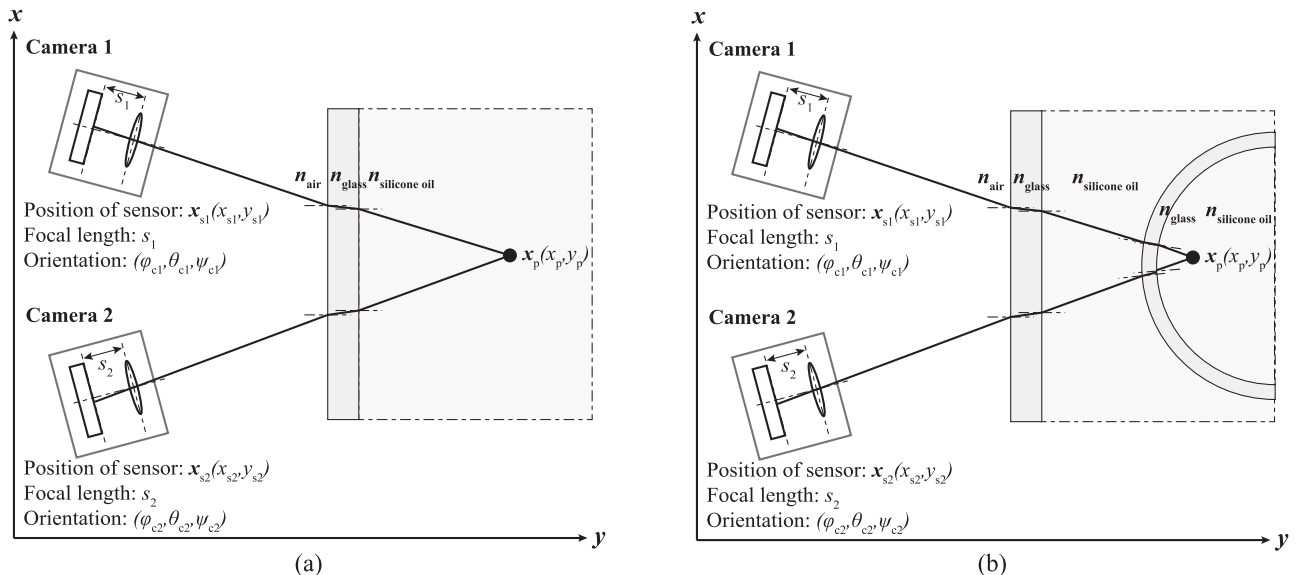 x
Camera 1
s1
nair nglass nsilicone oil
Position of sensor: xs1(xs1,ys1)
Focal length: s1
Orientation: (φc1,θc1,ψc1)
xp(xp,yp)
Camera 2
s2
Position of sensor: xs2(xs2,ys2)
Focal length: s2
Orientation: (φc2,θc2,ψc2)
y
(a)
x
Camera 1
s1
nair nglass nsilicone oil
nglass nsilicone oil
Position of sensor: xs1(xs1,ys1)
Focal length: s1
Orientation: (φc1,θc1,ψc1)
xp(xp,yp)
Camera 2
s2
Position of sensor: xs2(xs2,ys2)
Focal length: s2
Orientation: (φc2,θc2,ψc2)
y
(b)